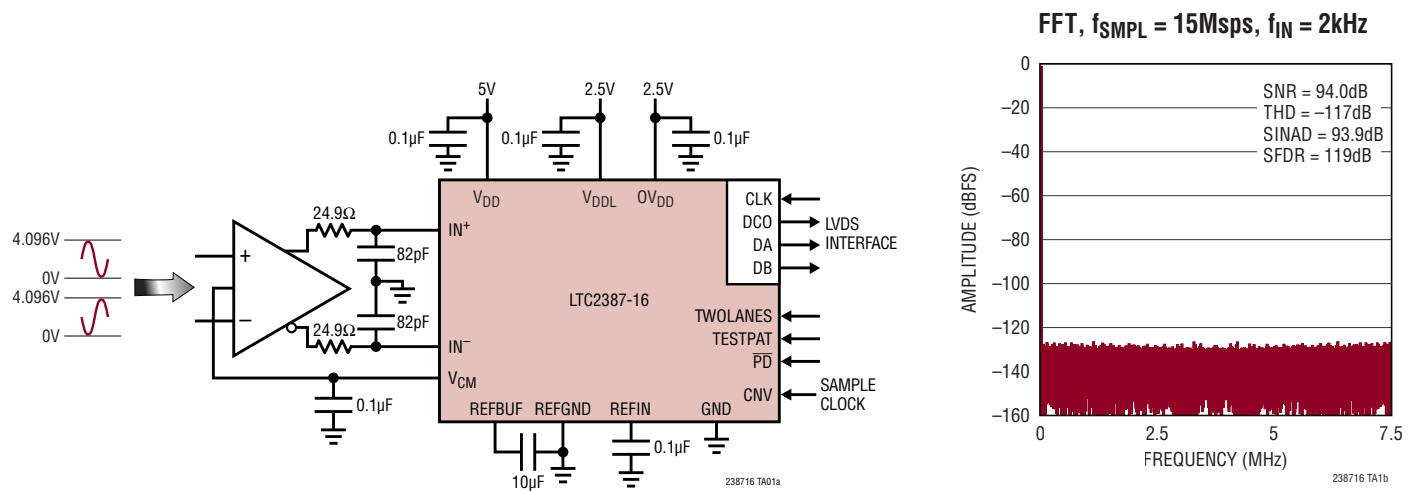 5V
2.5V
2.5V
0.1µF
0.1µF
0.1µF
VDD
VDDL
OVDD
4.096V
0V
4.096V
0V
+
–
24.9Ω
24.9Ω
82pF
82pF
IN+
IN–
VCM
0.1µF
LTC2387-16
CLK
DCO
DA
DB
LVDS
INTERFACE
TWOLANES
TESTPAT
PD
CNV
SAMPLE
CLOCK
REFBUF
REFGND
REFIN
GND
10µF
0.1µF
238716 TA01a
FFT, fSMPL = 15Msps, fIN = 2kHz
SNR = 94.0dB
THD = –117dB
SINAD = 93.9dB
SFDR = 119dB
AMPLITUDE (dBFS)
0
–20
–40
–60
–80
–100
–120
–140
–160
0
2.5
5
7.5
FREQUENCY (MHz)
238716 TA1b